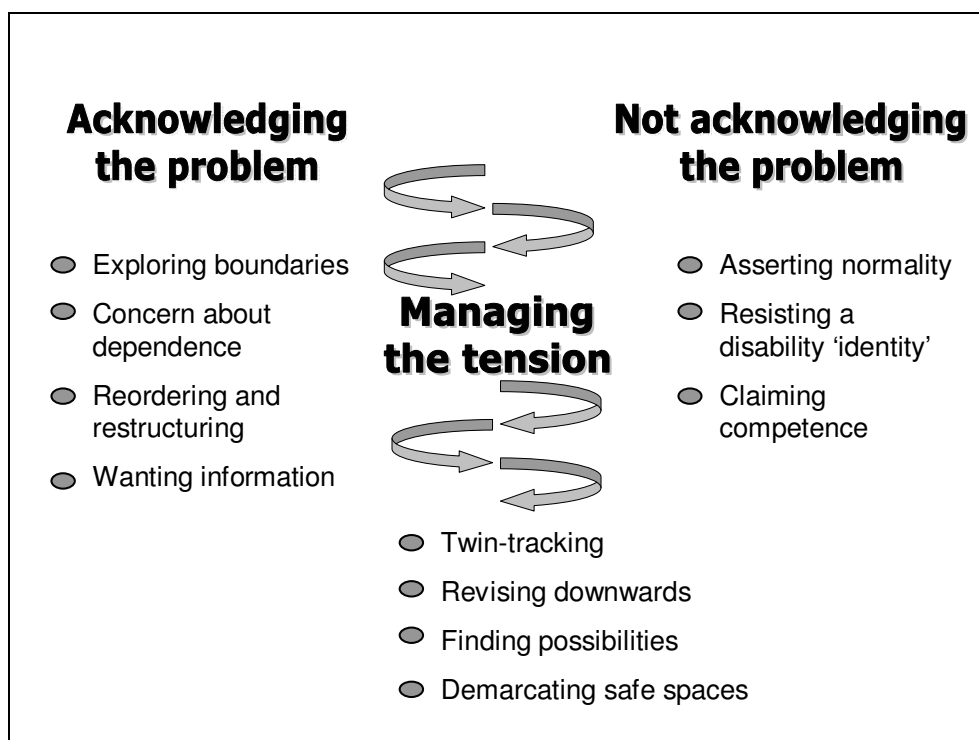 Acknowledging
the problem
Exploring boundaries
Concern about
dependence
Reordering and
restructuring
Wanting information
Managing
the tension
Twin-tracking
Revising downwards
Finding possibilities
Demarcating safe spaces
Not acknowledging
the problem
Asserting normality
Resisting a
disability ‘identity’
Claiming
competence